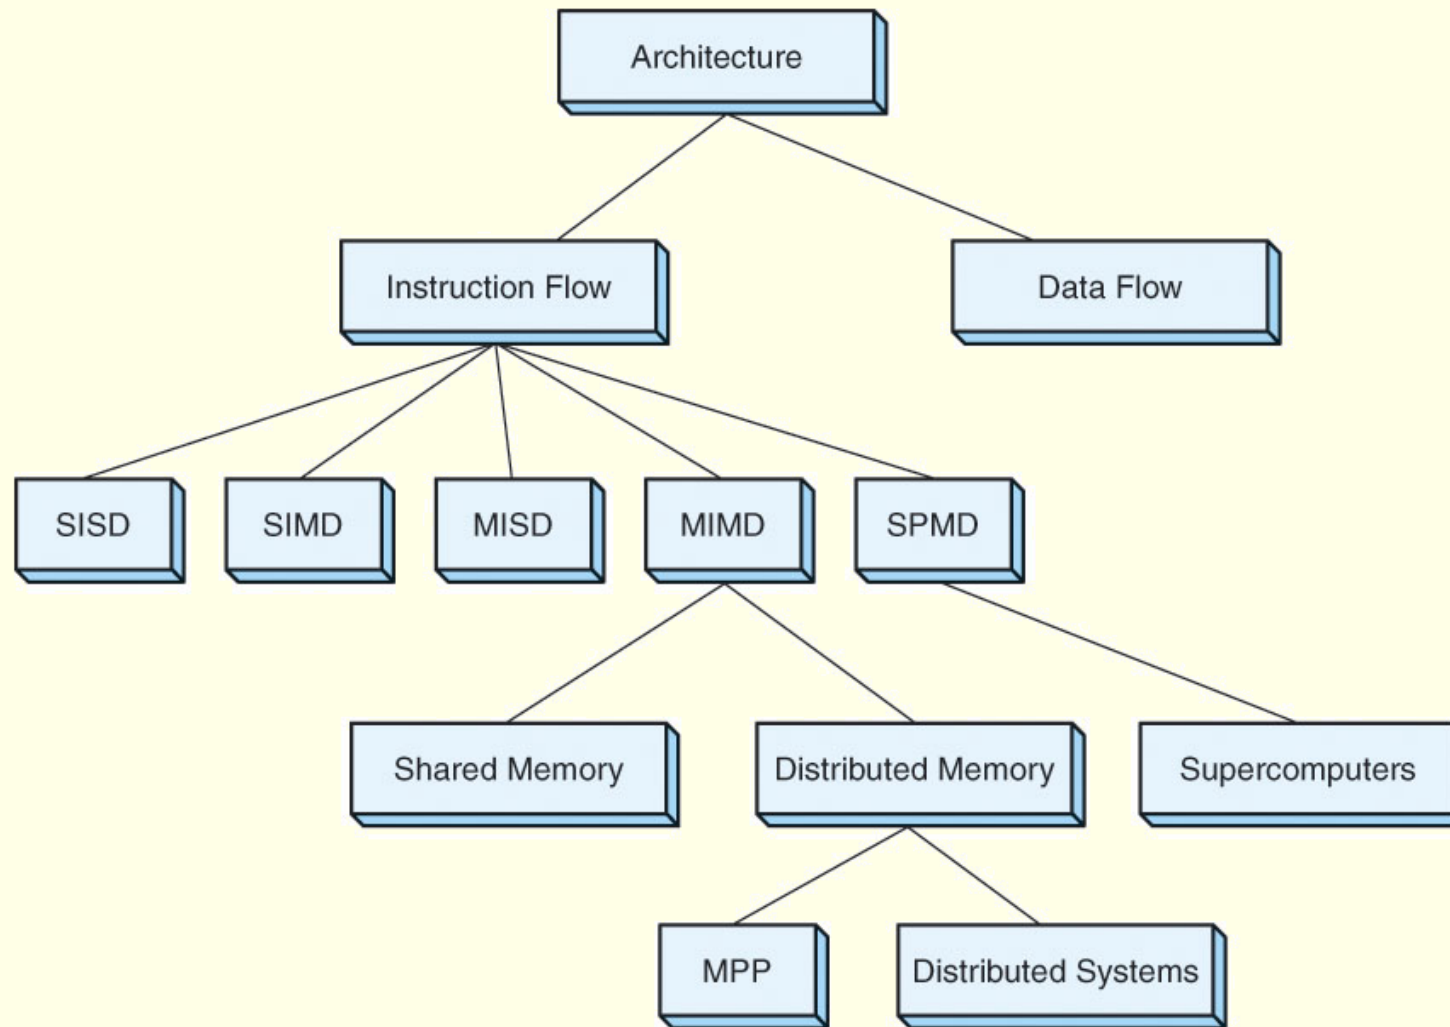 Architecture
Instruction Flow
Data Flow
SISD
SIMD
MISD
MIMD
SPMD
Shared Memory
Distributed Memory
Supercomputers
MPP
Distributed Systems